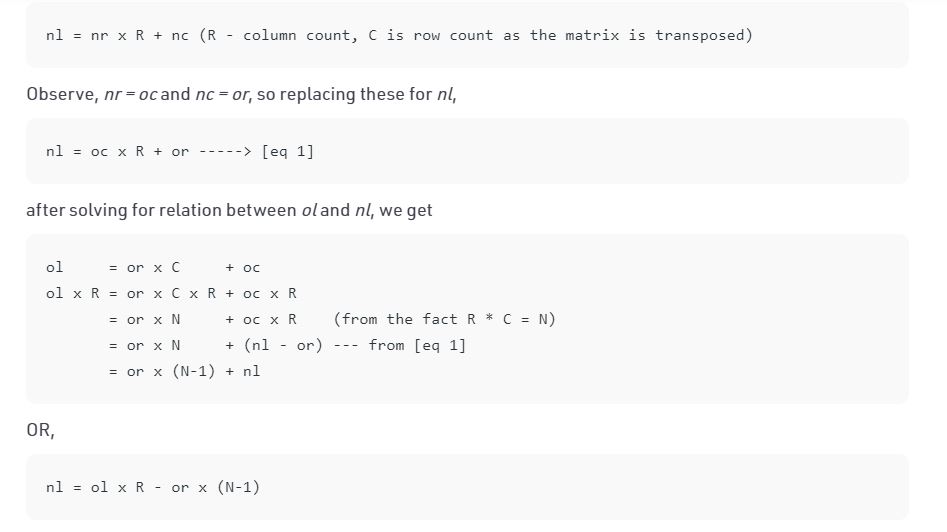 nl = nr x R + nc (R - column count, C is row count as the matrix is transposed)
Observe, nr = oc and nc = or, so replacing these for nl,
nl = oc x R + or -----> [eq 1]
after solving for relation between ol and nl, we get
ol     = or x C     + oc
ol x R = or x C x R + oc x R
       = or x N     + oc x R    (from the fact R * C = N)
       = or x N     + (nl - or) --- from [eq 1]
       = or x (N-1) + nl
OR,
nl = ol x R - or x (N-1)